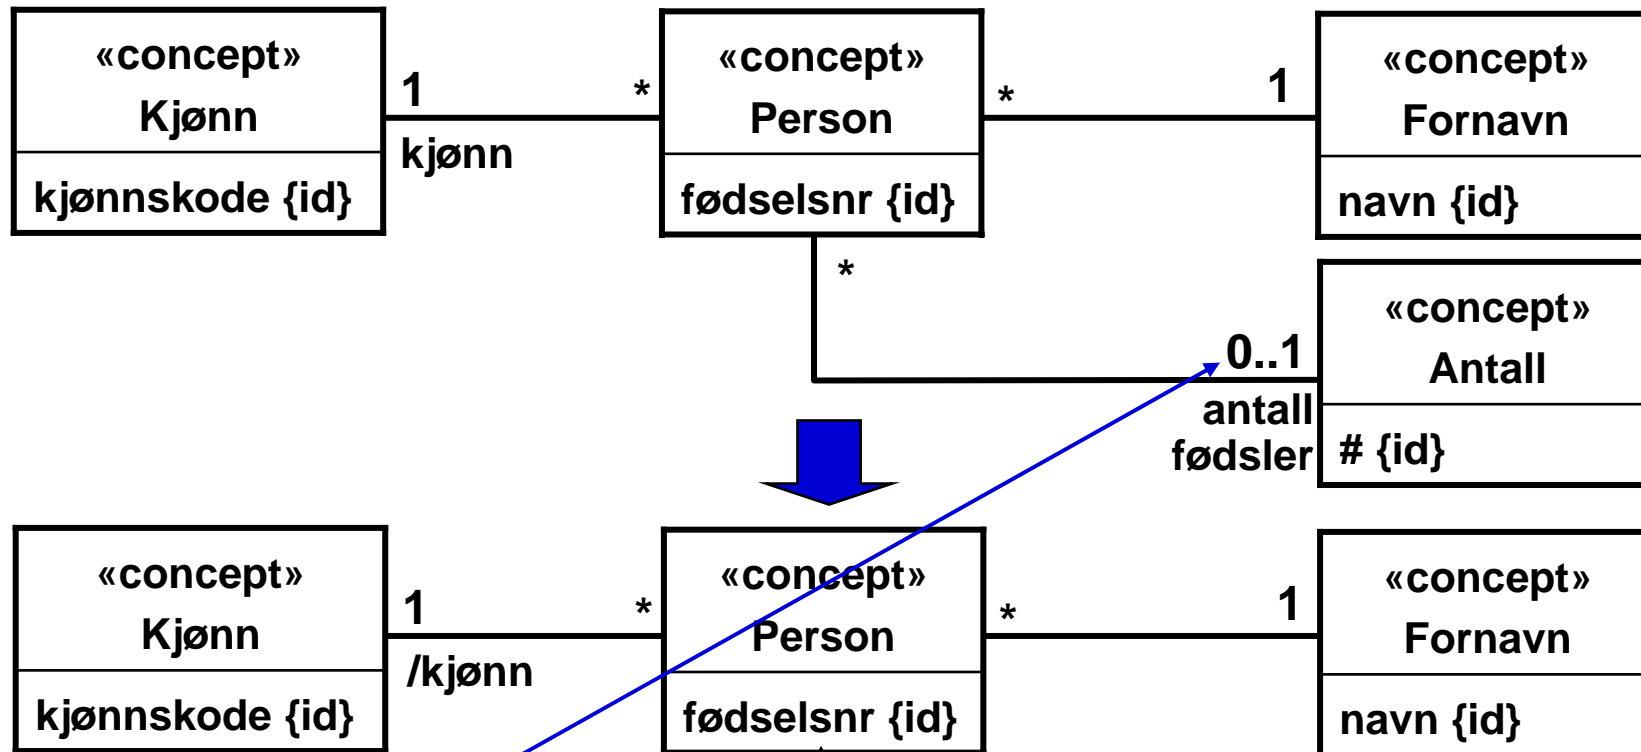 «concept»
Kjønn
kjønnskode {id}
1
kjønn
*
«concept»
Person
fødselsnr {id}
*
1
«concept»
Fornavn
navn {id}
*
0..1
antall
fødsler
«concept»
Antall
# {id}
«concept»
Kjønn
kjønnskode {id}
1
/kjønn
*
«concept»
Person
fødselsnr {id}
*
1
«concept»
Fornavn
navn {id}